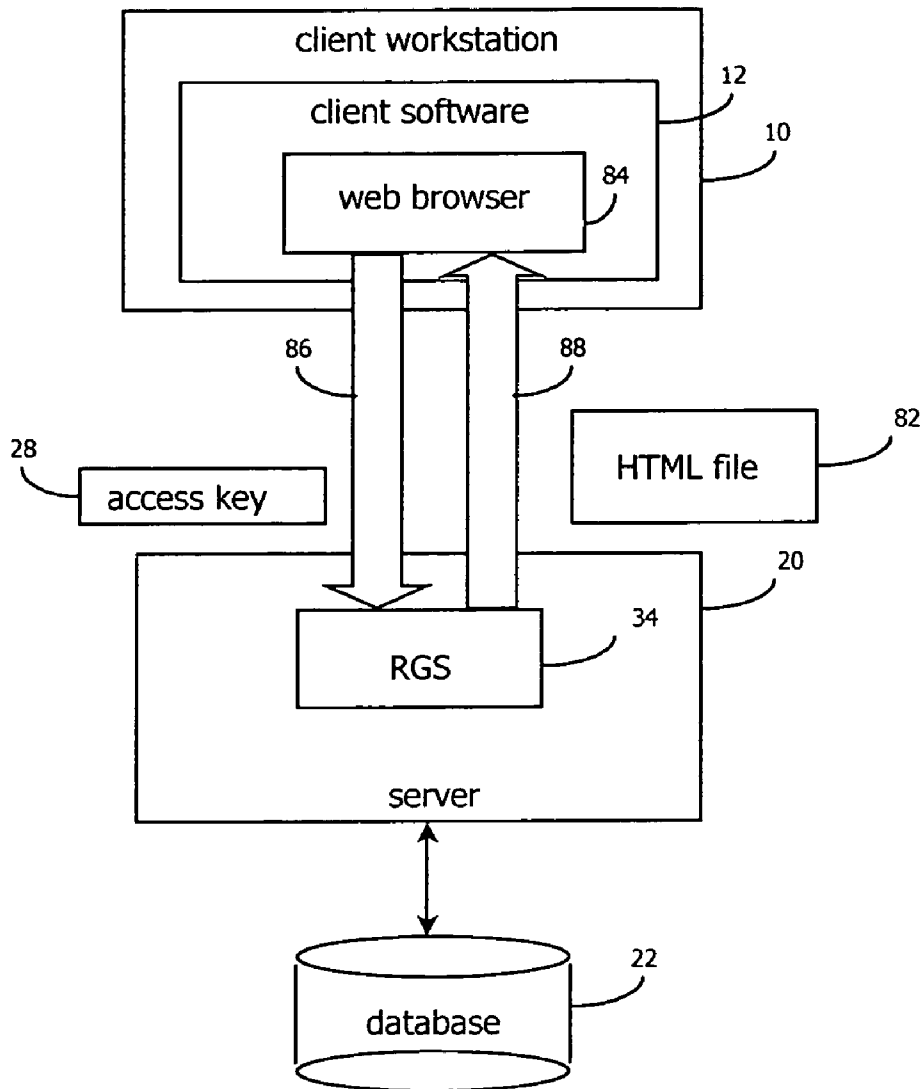 client workstation
client software
12
10
web browser
84
86
88
28
access key
HTML file
82
20
34
RGS
server
22
database